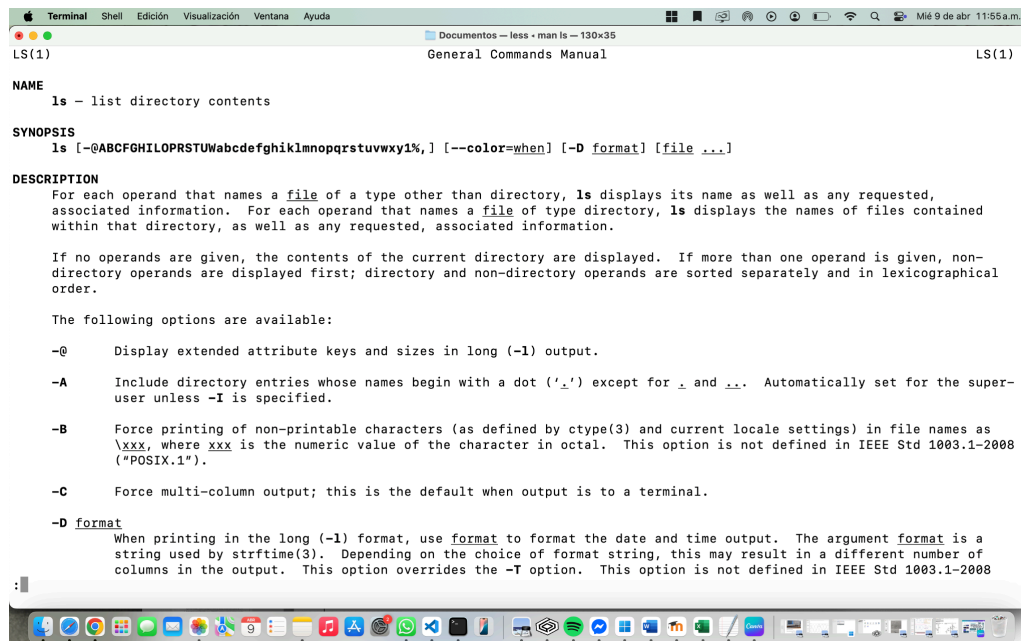 Terminal Shell Edición Visualización Ventana Ayuda Mié 9 de abr 11:55 a.m.
Documentos — less ‹ man ls — 130×35
LS(1) General Commands Manual LS(1)
NAME
ls – list directory contents
SYNOPSIS
ls [-@ABCFGHILOPRSTUWabcdefghiklmnopqrstuvwxy1%,] [--color=when] [-D format] [file ...]
DESCRIPTION
For each operand that names a file of a type other than directory, ls displays its name as well as any requested,
associated information. For each operand that names a file of type directory, ls displays the names of files contained
within that directory, as well as any requested, associated information.
If no operands are given, the contents of the current directory are displayed. If more than one operand is given, non-
directory operands are displayed first; directory and non-directory operands are sorted separately and in lexicographical
order.
The following options are available:
-@ Display extended attribute keys and sizes in long (-l) output.
-A Include directory entries whose names begin with a dot (‘.’) except for . and ... Automatically set for the super-
user unless -I is specified.
-B Force printing of non-printable characters (as defined by ctype(3) and current locale settings) in file names as
\xxx, where xxx is the numeric value of the character in octal. This option is not defined in IEEE Std 1003.1-2008
(“POSIX.1”).
-C Force multi-column output; this is the default when output is to a terminal.
-D format
When printing in the long (-l) format, use format to format the date and time output. The argument format is a
string used by strftime(3). Depending on the choice of format string, this may result in a different number of
columns in the output. This option overrides the -T option. This option is not defined in IEEE Std 1003.1-2008
: